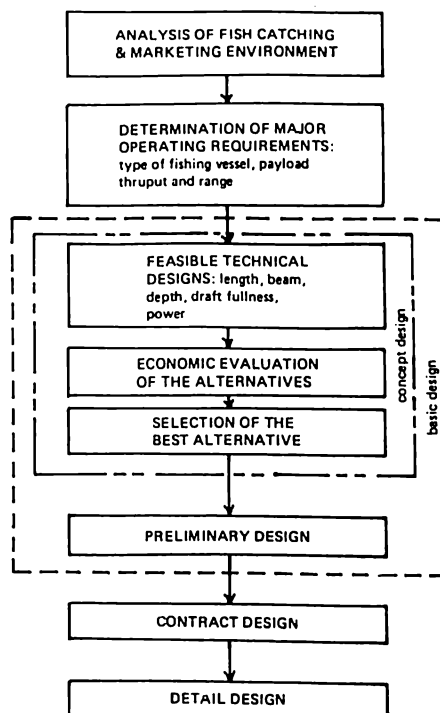 ANALYSIS OF FISH CATCHING
& MARKETING ENVIRONMENT
DETERMINATION OF MAJOR
OPERATING REQUIREMENTS:
type of fishing vessel, payload
thruput and range
FEASIBLE TECHNICAL
DESIGNS: length, beam,
depth, draft fullness,
power
ECONOMIC EVALUATION
OF THE ALTERNATIVES
SELECTION OF THE
BEST ALTERNATIVE
concept design
basic design
PRELIMINARY DESIGN
CONTRACT DESIGN
DETAIL DESIGN